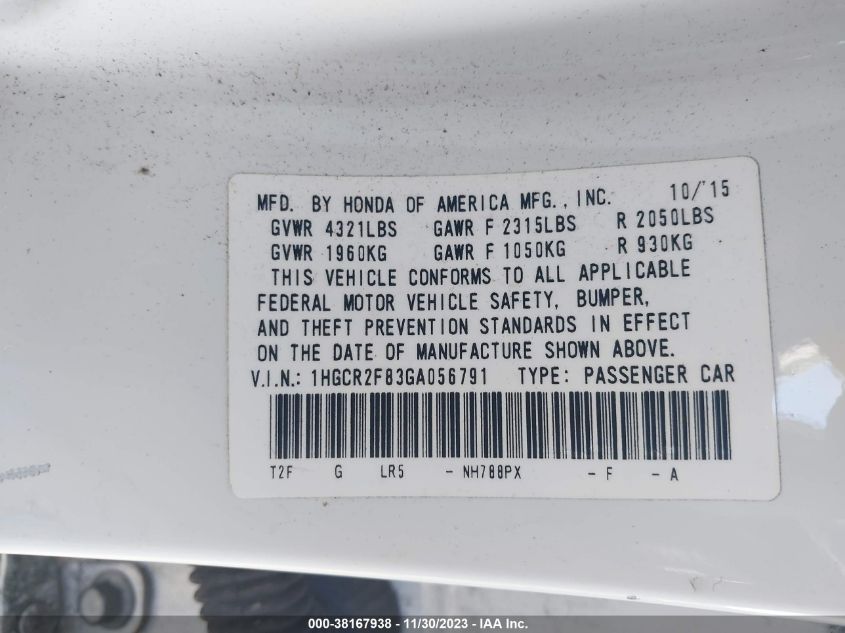 MFD. BY HONDA OF AMERICA MFG., INC. 10/'15
GVWR 4321LBS GAWR F 2315LBS R 2050LBS
GVWR 1960KG GAWR F 1050KG R 930KG
THIS VEHICLE CONFORMS TO ALL APPLICABLE
FEDERAL MOTOR VEHICLE SAFETY, BUMPER,
AND THEFT PREVENTION STANDARDS IN EFFECT
ON THE DATE OF MANUFACTURE SHOWN ABOVE.
V.I.N.: 1HGCR2F83GA056791 TYPE: PASSENGER CAR
T2F G LR5 - NH788PX - F - A
000-38167938 - 11/30/2023 - IAA Inc.